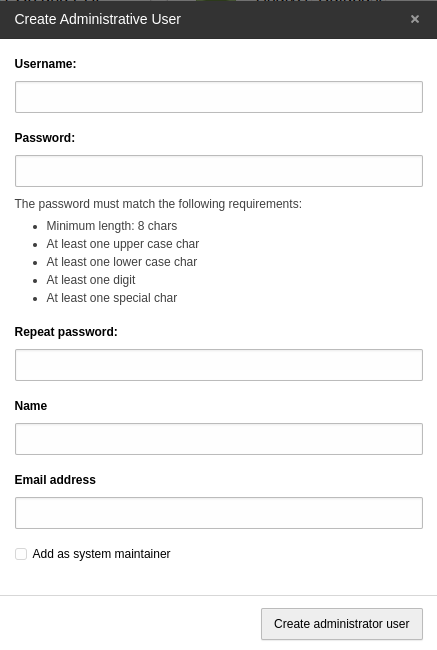 Create Administrative User ×
Username:
Password:
The password must match the following requirements:
• Minimum length: 8 chars
• At least one upper case char
• At least one lower case char
• At least one digit
• At least one special char
Repeat password:
Name
Email address
Add as system maintainer
Create administrator user